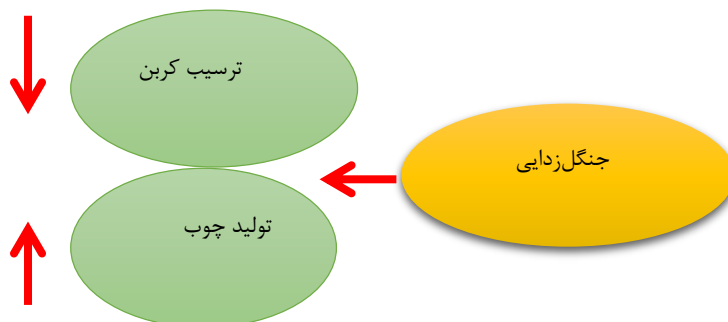 ترسیب کربن
جنگل‌زدایی
تولید چوب